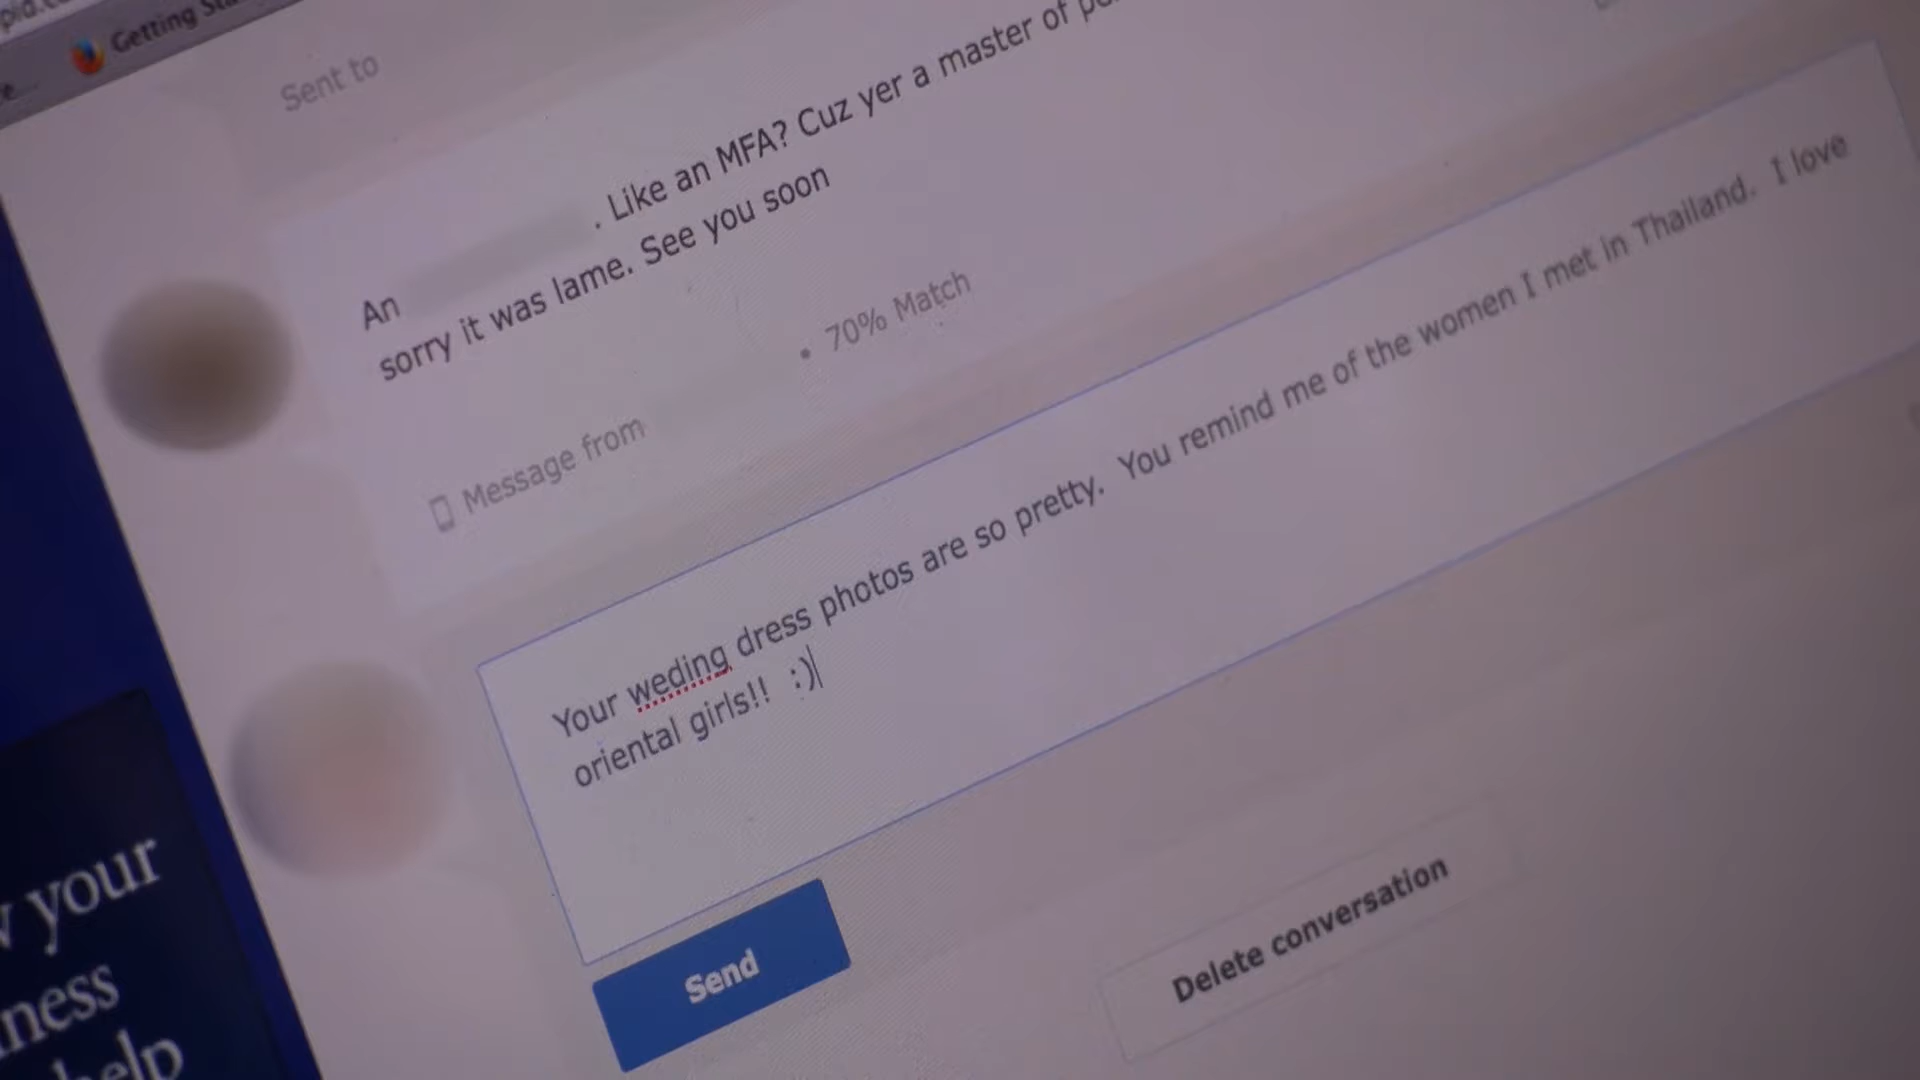 Getting
Sent to
An . Like an MFA? Cuz yer a master of
sorry it was lame. See you soon
Message from • 70% Match
Your weding dress photos are so pretty. You remind me of the women I met in Thailand. I love
oriental girls!! :)
Send
Delete conversation
your
help